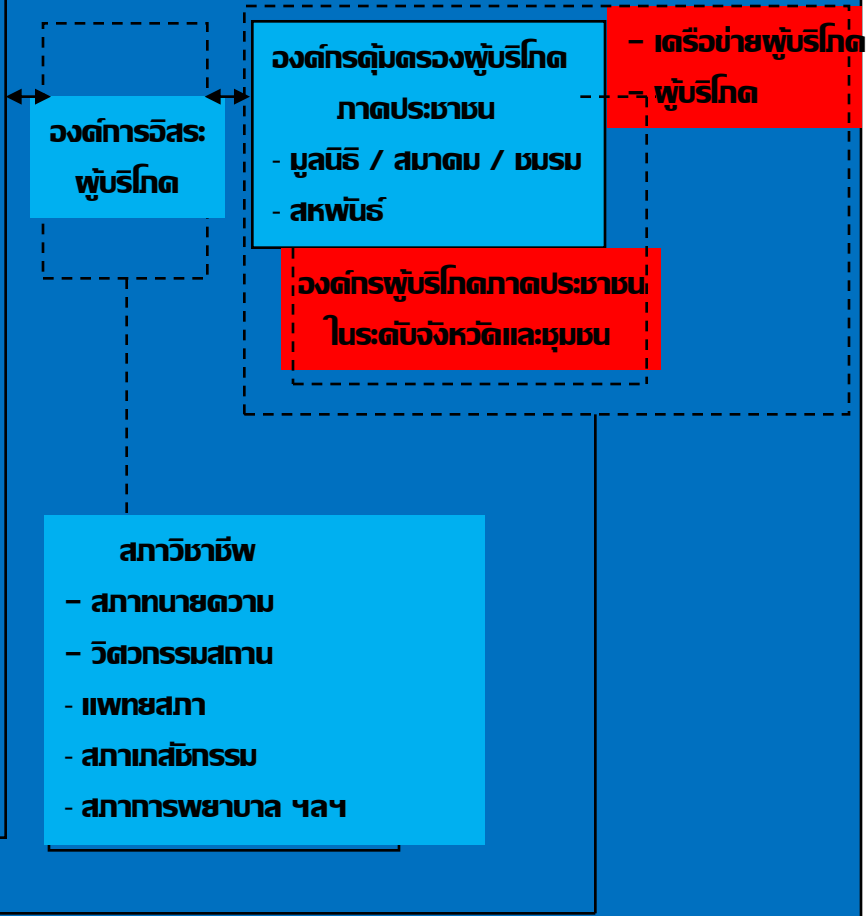 องค์การอิสระ
ผู้บริโภค
องค์กรคุ้มครองผู้บริโภค
ภาคประชาชน
- มูลนิธิ / สมาคม / ชมรม
- สหพันธ์
- เครือข่ายผู้บริโภค
- ผู้บริโภค
องค์กรผู้บริโภคภาคประชาชน
ในระดับจังหวัดและชุมชน
สภาวิชาชีพ
- สภาทนายความ
- วิศวกรรมสถาน
- แพทยสภา
- สภาเภสัชกรรม
- สภาการพยาบาล ฯลฯ